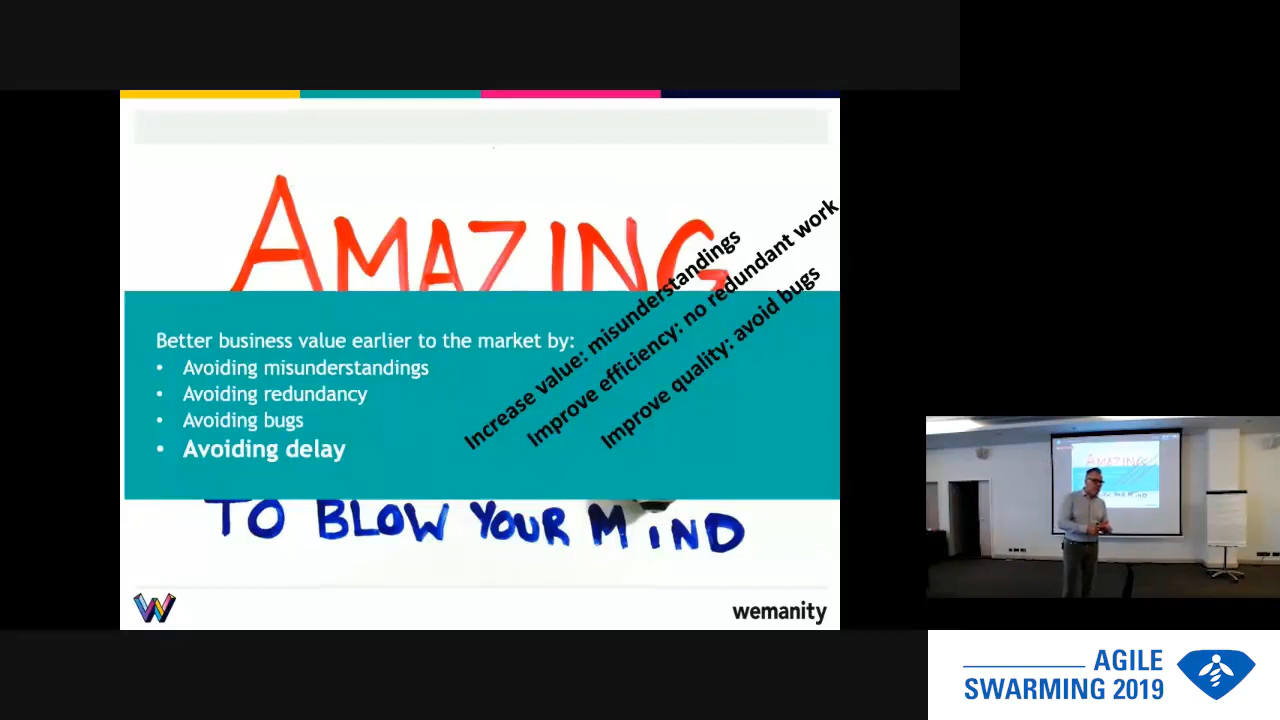 AMAZING
Increase value: misunderstandings
Improve efficiency: no redundant work
Improve quality: avoid bugs
Better business value earlier to the market by:
• Avoiding misunderstandings
• Avoiding redundancy
• Avoiding bugs
• Avoiding delay
TO BLOW YOUR MIND
wemanity
AMAZING
AGILE
SWARMING 2019